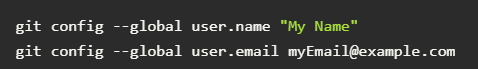 git config --global user.name "My Name"
git config --global user.email myEmail@example.com